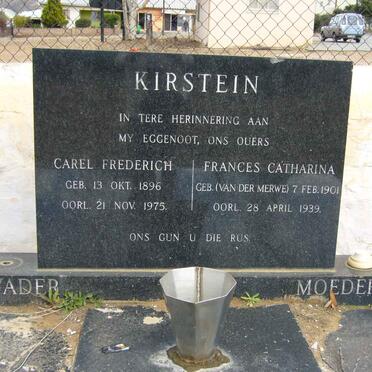 KIRSTEIN
IN TERE HERINNERING AAN
MY EGGENOOT, ONS OUERS
CAREL FREDERICH
GEB. 13 OKT. 1896
OORL. 21 NOV. 1975.
FRANCES CATHARINA
GEB. (VAN DER MERWE) 7 FEB. 1901
OORL. 28 APRIL 1939.
ONS GUN U DIE RUS.
VADER
MOEDER